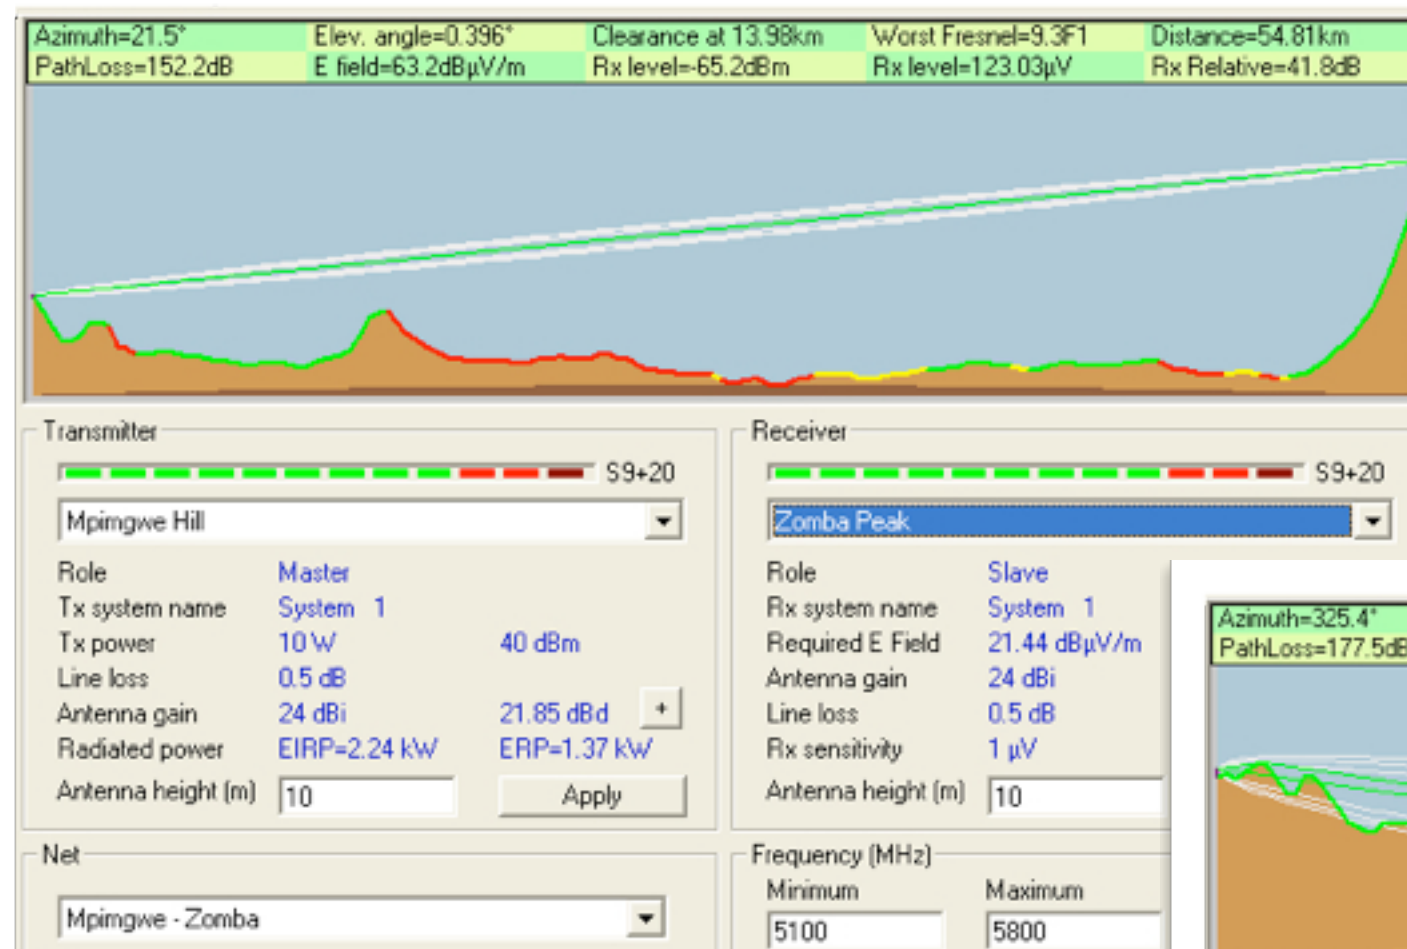 Azimuth=21.5° Elev. angle=0.396° Clearance at 13.98km Worst Fresnel=9.3F1 Distance=54.81km
PathLoss=152.2dB E field=63.2dBµV/m Rx level=-65.2dBm Rx level=123.03µV Rx Relative=41.8dB
Transmitter
S9+20
Mpimgwe Hill
Role Master
Tx system name System 1
Tx power 10 W 40 dBm
Line loss 0.5 dB
Antenna gain 24 dBi 21.85 dBd +
Radiated power EIRP=2.24 kW ERP=1.37 kW
Antenna height (m) 10 Apply
Net
Mpimgwe - Zomba
Receiver
S9+20
Zomba Peak
Role Slave
Rx system name System 1
Required E Field 21.44 dBµV/m
Antenna gain 24 dBi
Line loss 0.5 dB
Rx sensitivity 1 µV
Antenna height (m) 10
Frequency (MHz)
Minimum Maximum
5100 5800
Azimuth=325.4°
PathLoss=177.5dB